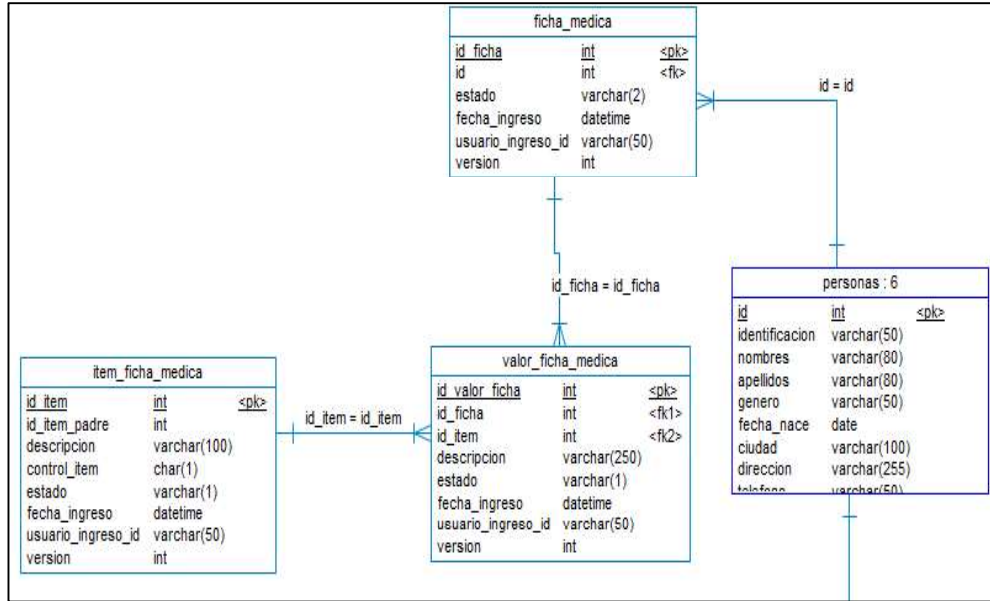 ficha_medica
id_ficha int <pk>
id int <fk>
estado varchar(2)
fecha_ingreso datetime
usuario_ingreso_id varchar(50)
version int
id = id
id_ficha = id_ficha
personas : 6
id int <pk>
identificacion varchar(50)
nombres varchar(80)
apellidos varchar(80)
genero varchar(50)
fecha_nace date
ciudad varchar(100)
direccion varchar(255)
telefono varchar(50)
item_ficha_medica
id_item int <pk>
id_item_padre int
descripcion varchar(100)
control_item char(1)
estado varchar(1)
fecha_ingreso datetime
usuario_ingreso_id varchar(50)
version int
id_item = id_item
valor_ficha_medica
id_valor_ficha int <pk>
id_ficha int <fk1>
id_item int <fk2>
descripcion varchar(250)
estado varchar(1)
fecha_ingreso datetime
usuario_ingreso_id varchar(50)
version int